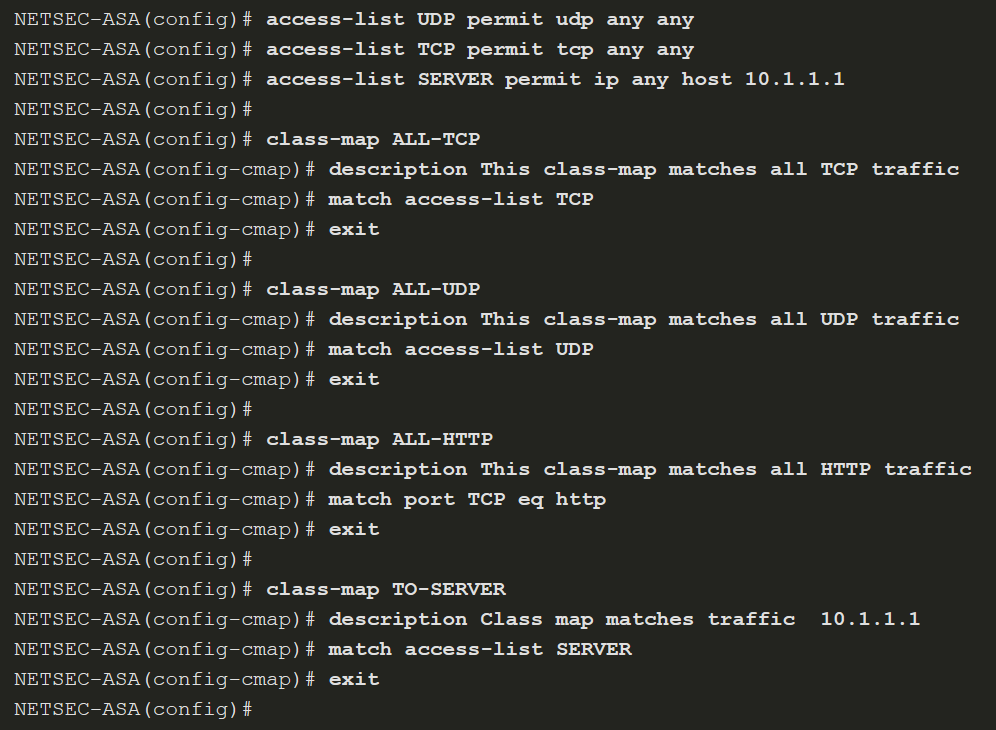 NETSEC-ASA(config)# access-list UDP permit udp any any
NETSEC-ASA(config)# access-list TCP permit tcp any any
NETSEC-ASA(config)# access-list SERVER permit ip any host 10.1.1.1
NETSEC-ASA(config)#
NETSEC-ASA(config)# class-map ALL-TCP
NETSEC-ASA(config-cmap)# description This class-map matches all TCP traffic
NETSEC-ASA(config-cmap)# match access-list TCP
NETSEC-ASA(config-cmap)# exit
NETSEC-ASA(config)#
NETSEC-ASA(config)# class-map ALL-UDP
NETSEC-ASA(config-cmap)# description This class-map matches all UDP traffic
NETSEC-ASA(config-cmap)# match access-list UDP
NETSEC-ASA(config-cmap)# exit
NETSEC-ASA(config)#
NETSEC-ASA(config)# class-map ALL-HTTP
NETSEC-ASA(config-cmap)# description This class-map matches all HTTP traffic
NETSEC-ASA(config-cmap)# match port TCP eq http
NETSEC-ASA(config-cmap)# exit
NETSEC-ASA(config)#
NETSEC-ASA(config)# class-map TO-SERVER
NETSEC-ASA(config-cmap)# description Class map matches traffic  10.1.1.1
NETSEC-ASA(config-cmap)# match access-list SERVER
NETSEC-ASA(config-cmap)# exit
NETSEC-ASA(config)#